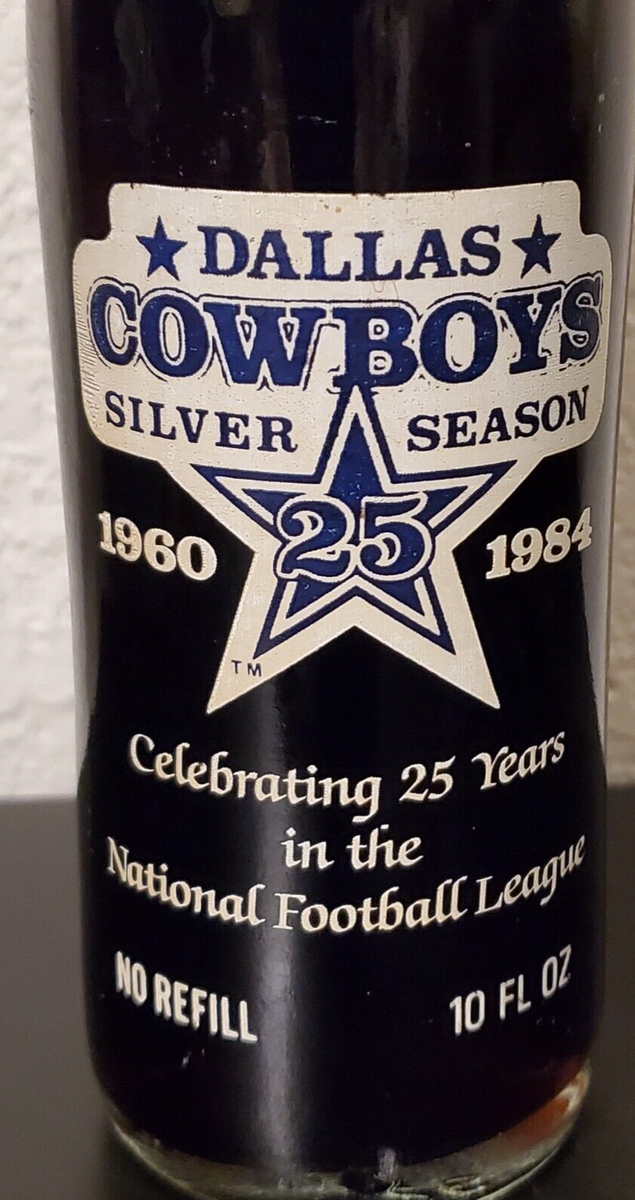 DALLAS
COWBOYS
SILVER SEASON
25
1960 1984
TM
Celebrating 25 Years
in the
National Football League
NO REFILL 10 FL OZ